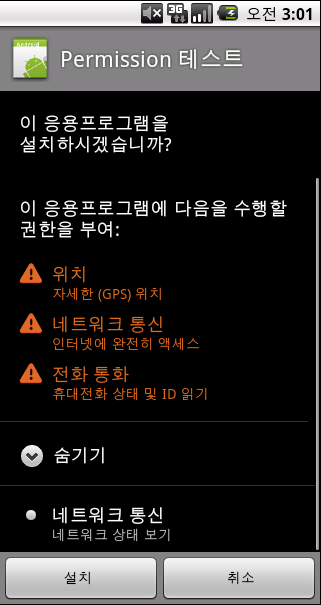 3G
오전 3:01
Android
Permission 테스트
이 응용프로그램을
설치하시겠습니까?
이 응용프로그램에 다음을 수행할
권한을 부여:
위치
자세한 (GPS) 위치
네트워크 통신
인터넷에 완전히 액세스
전화 통화
휴대전화 상태 및 ID 읽기
숨기기
네트워크 통신
네트워크 상태 보기
설치
취소